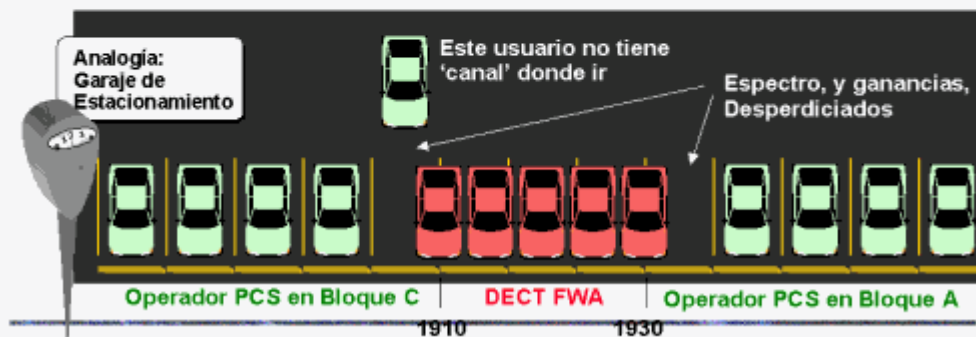 Analogía:
Garaje de
Estacionamiento
Este usuario no tiene
‘canal’ donde ir
Espectro, y ganancias,
Desperdiciados
Operador PCS en Bloque C
DECT FWA
Operador PCS en Bloque A
1910
1930